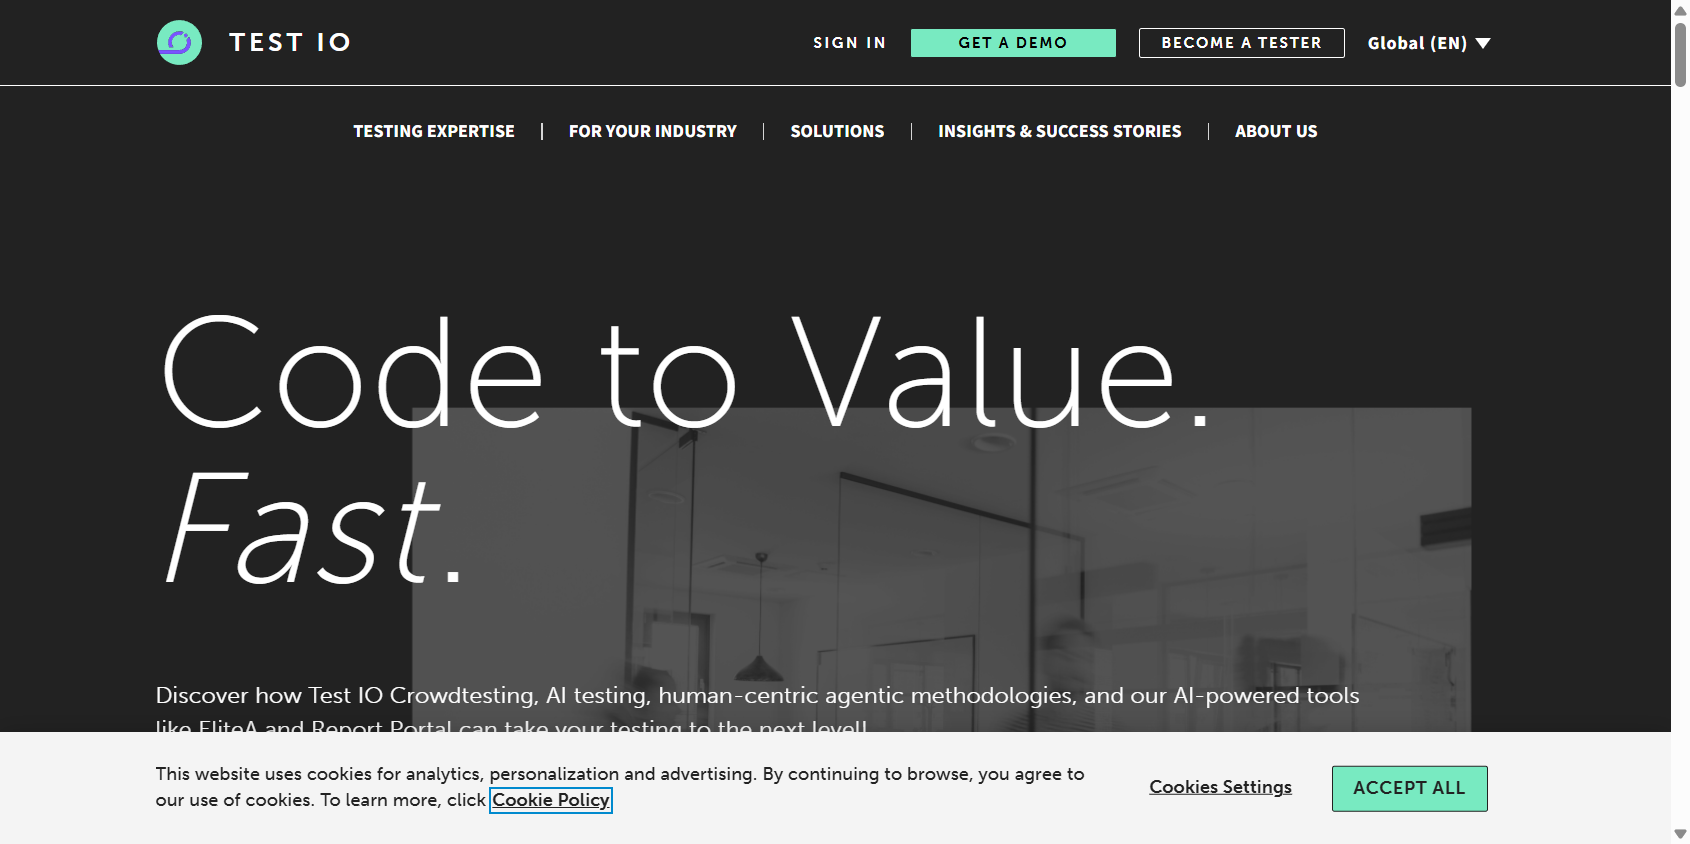 TEST IO
SIGN IN
GET A DEMO
BECOME A TESTER
Global (EN)
TESTING EXPERTISE
FOR YOUR INDUSTRY
SOLUTIONS
INSIGHTS & SUCCESS STORIES
ABOUT US
Code to Value.
Fast.
Discover how Test IO Crowdtesting, AI testing, human-centric agentic methodologies, and our AI-powered tools
like EliteA and Report Portal can take your testing to the next level!
This website uses cookies for analytics, personalization and advertising. By continuing to browse, you agree to
our use of cookies. To learn more, click Cookie Policy
Cookies Settings
ACCEPT ALL